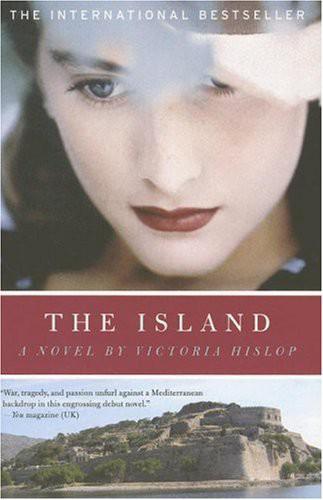 THE INTERNATIONAL BESTSELLER
THE ISLAND
A NOVEL BY VICTORIA HISLOP
"War, tragedy, and passion unfurl against a Mediterranean
backdrop in this engrossing debut novel."
—You magazine (UK)